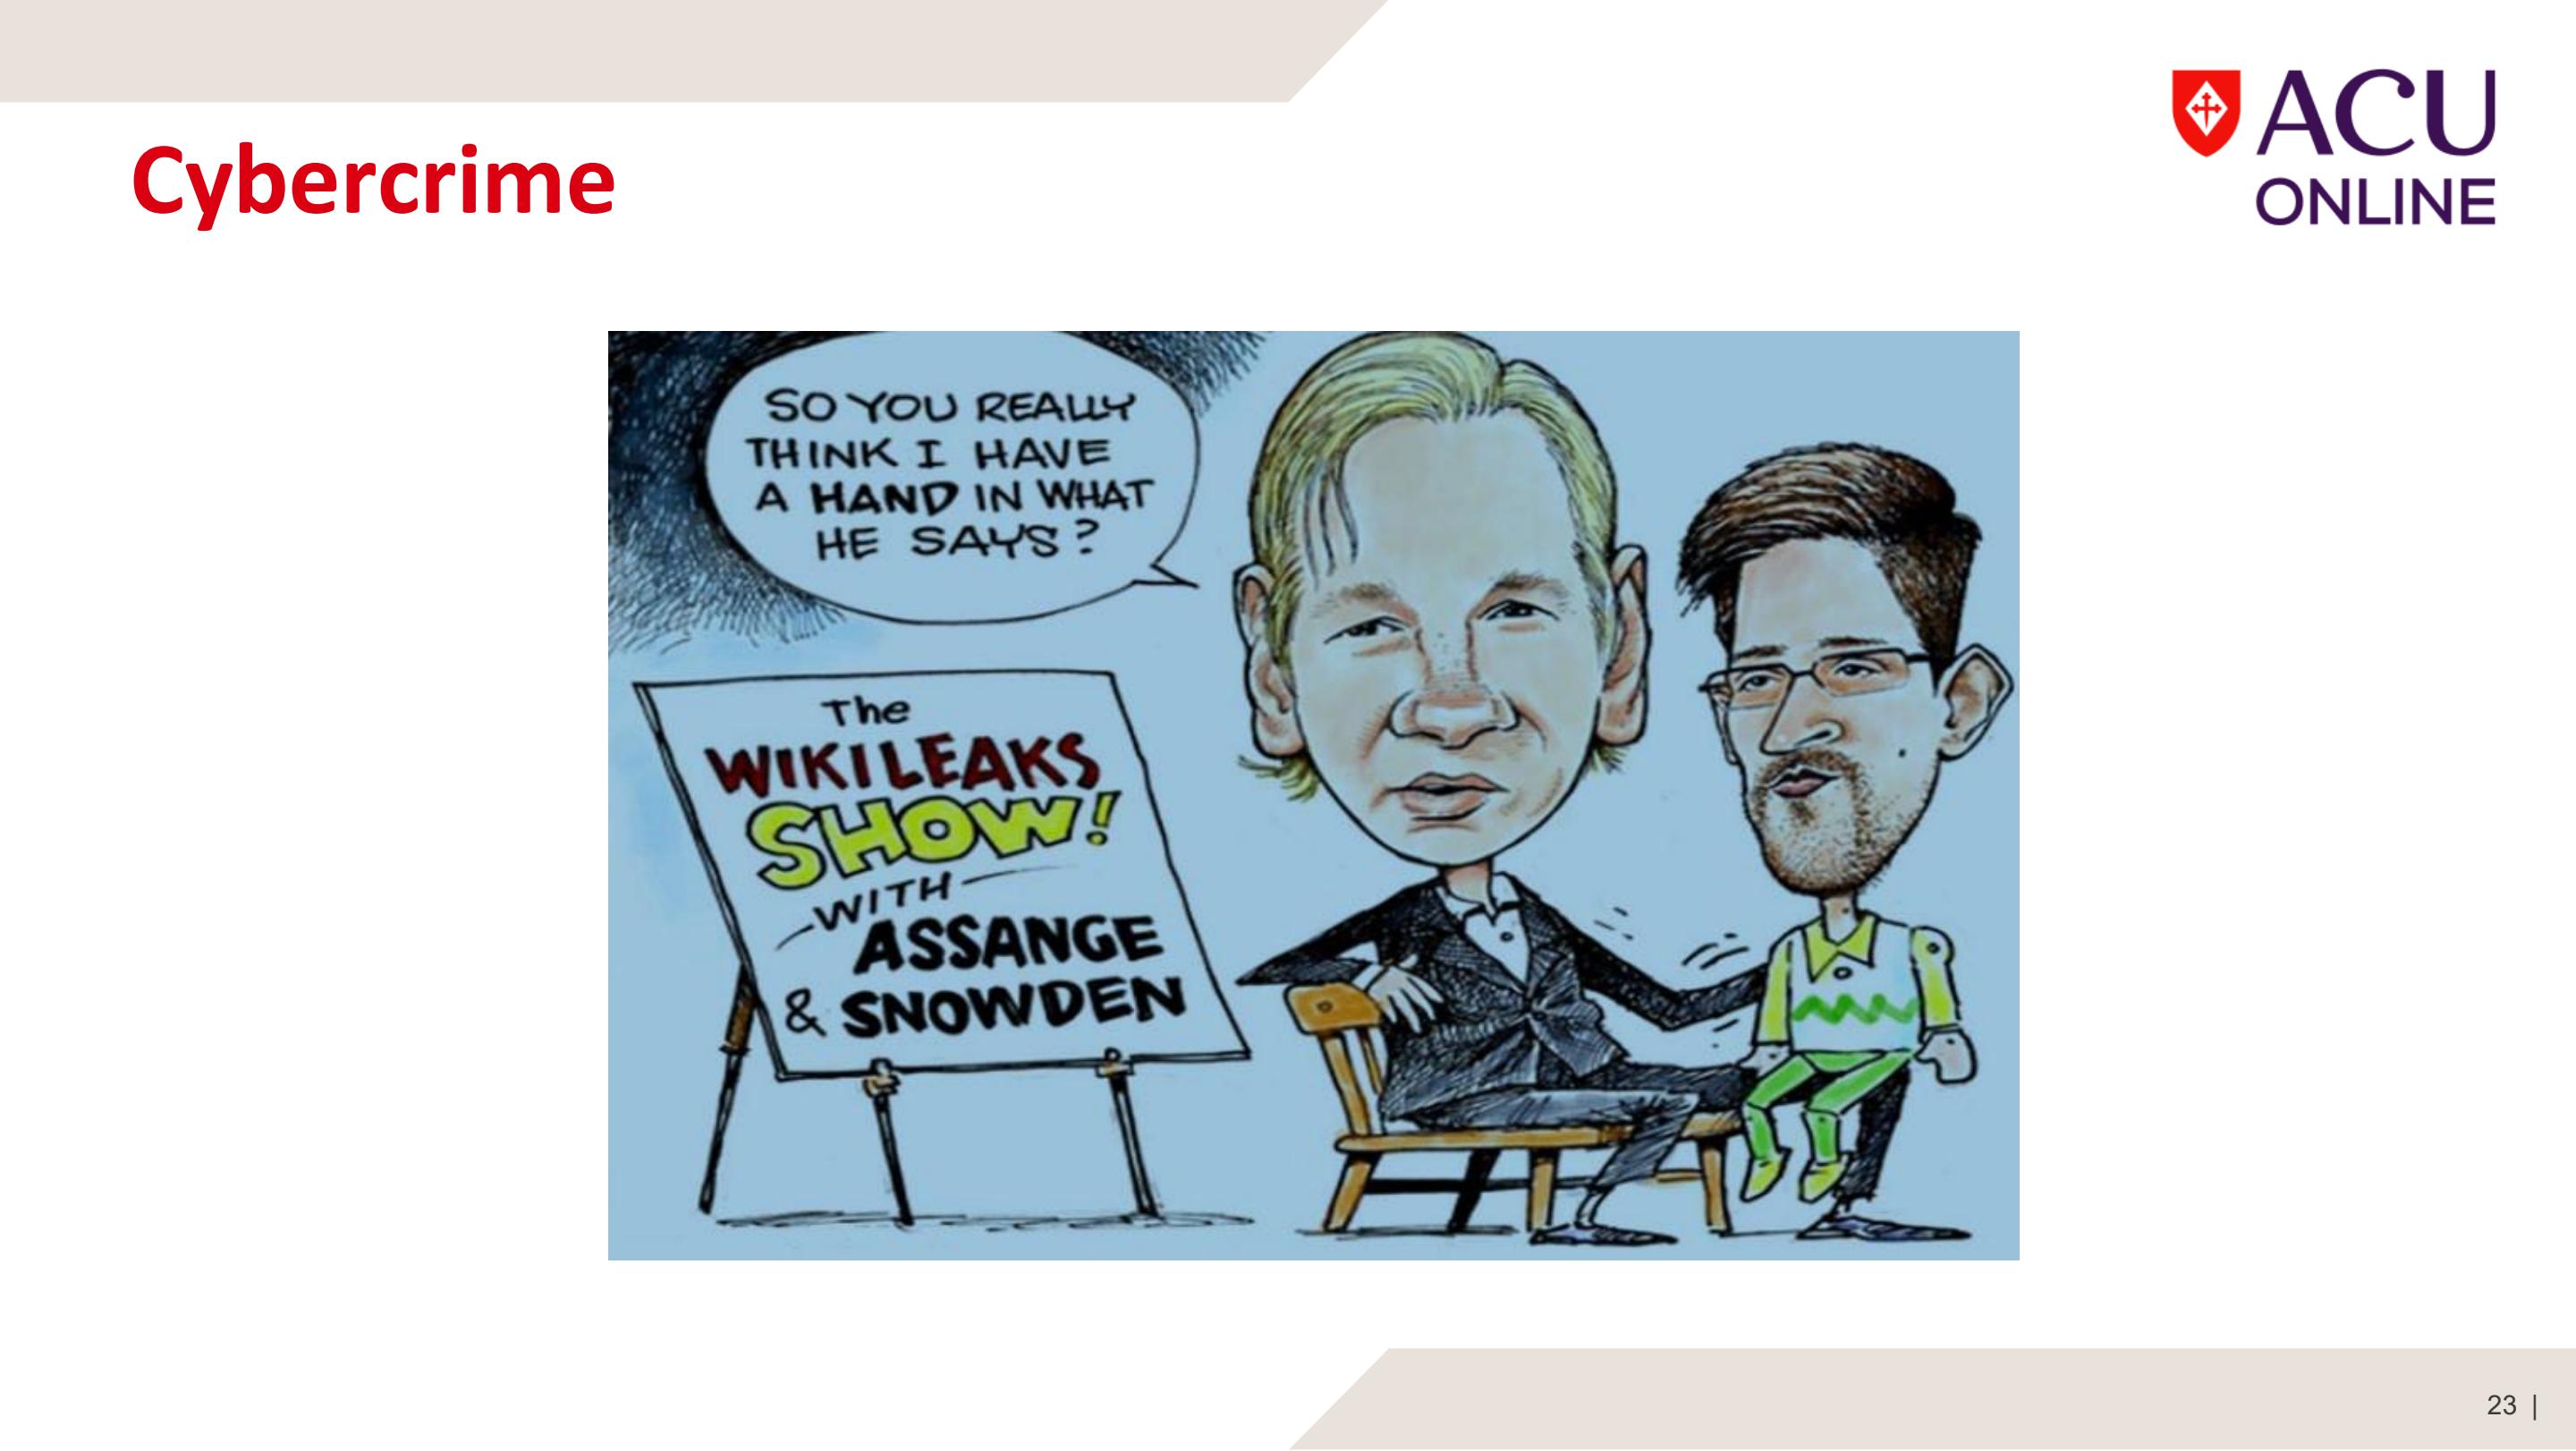 Cybercrime
ACU
ONLINE
SO YOU REALLY
THINK I HAVE
A HAND IN WHAT
HE SAYS?
The
WIKILEAKS
SHOW!
WITH
ASSANGE
& SNOWDEN
23 |